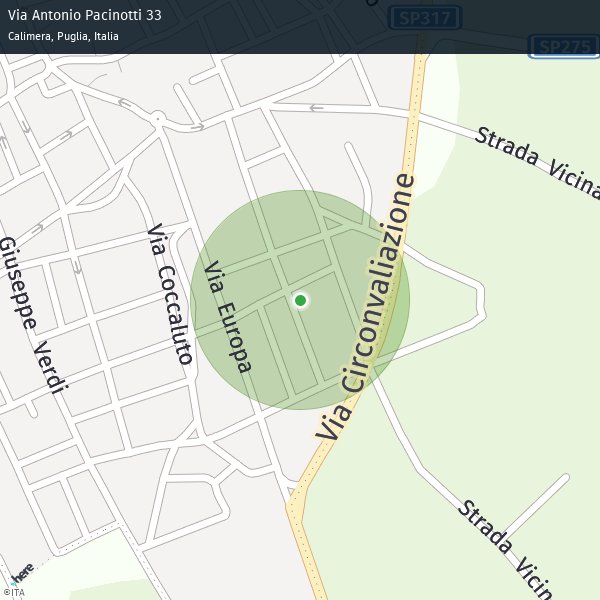 Via Antonio Pacinotti 33
Calimera, Puglia, Italia
SP317
SP275
Strada Vicina
Via Circonvaliazione
Via Coccaluto
Via Europa
Giuseppe Verdi
Strada Vicin
here
©ITA